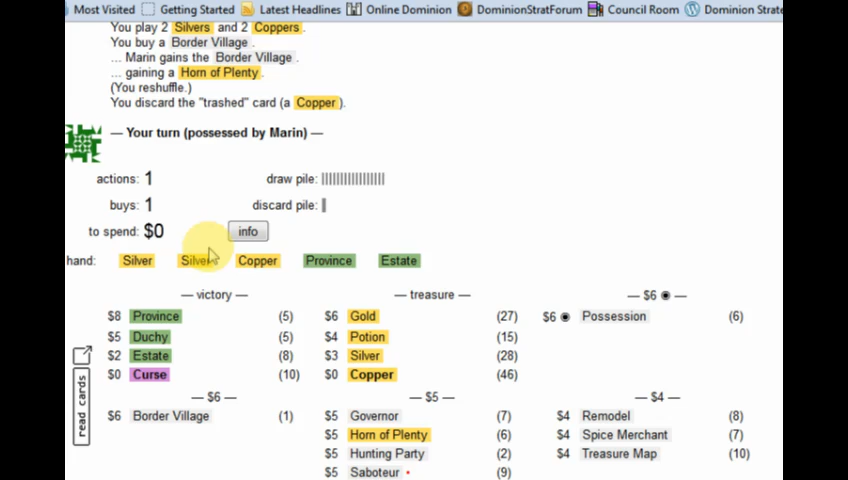 Most Visited Getting Started Latest Headlines Online Dominion DominionStratForum Council Room Dominion Strate
You play 2 Silvers and 2 Coppers.
You buy a Border Village.
... Marin gains the Border Village.
... gaining a Horn of Plenty.
(You reshuffle.)
You discard the "trashed" card (a Copper).
— Your turn (possessed by Marin) —
actions: 1 draw pile:
buys: 1 discard pile:
to spend: $0 info
hand: Silver Silver Copper Province Estate
— victory — — treasure — — $6 —
$8 Province (5) $6 Gold (27) $6 Possession (6)
$5 Duchy (5) $4 Potion (15)
$2 Estate (8) $3 Silver (28)
$0 Curse (10) $0 Copper (46)
read cards
— $6 — — $5 — — $4 —
$6 Border Village (1) $5 Governor (7) $4 Remodel (8)
$5 Horn of Plenty (6) $4 Spice Merchant (7)
$5 Hunting Party (2) $4 Treasure Map (10)
$5 Saboteur (9)